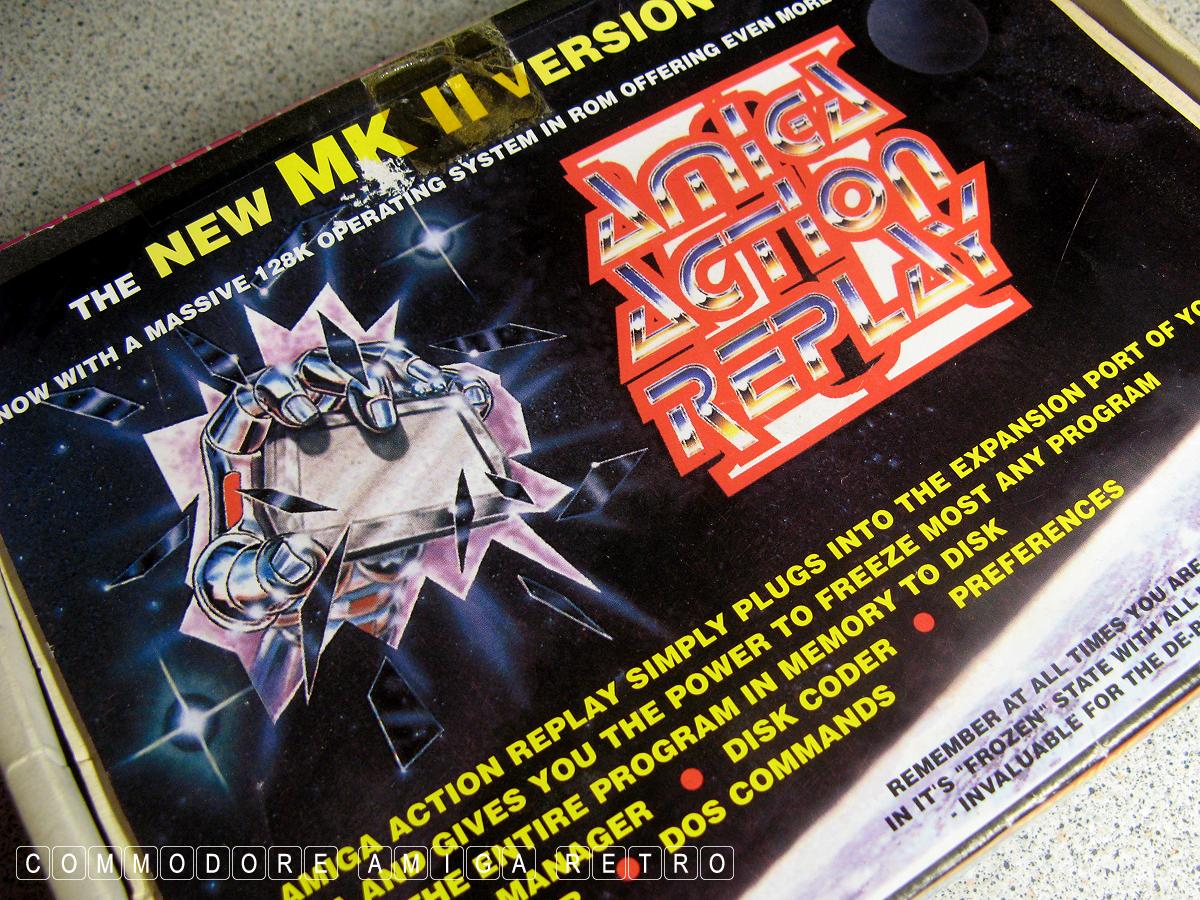 THE NEW MK II VERSION
NOW WITH A MASSIVE 128K OPERATING SYSTEM IN ROM OFFERING EVEN MORE
AMIGA
ACTION
REPLAY
AMIGA ACTION REPLAY SIMPLY PLUGS INTO THE EXPANSION PORT OF
AND GIVES YOU THE POWER TO FREEZE MOST ANY PROGRAM
THE ENTIRE PROGRAM IN MEMORY TO DISK
MANAGER ● DISK CODER ● PREFERENCES
● DOS COMMANDS
REMEMBER AT ALL TIMES YOU ARE
IN IT'S "FROZEN" STATE WITH ALL
- INVALUABLE FOR THE
COMMODORE AMIGA RETRO